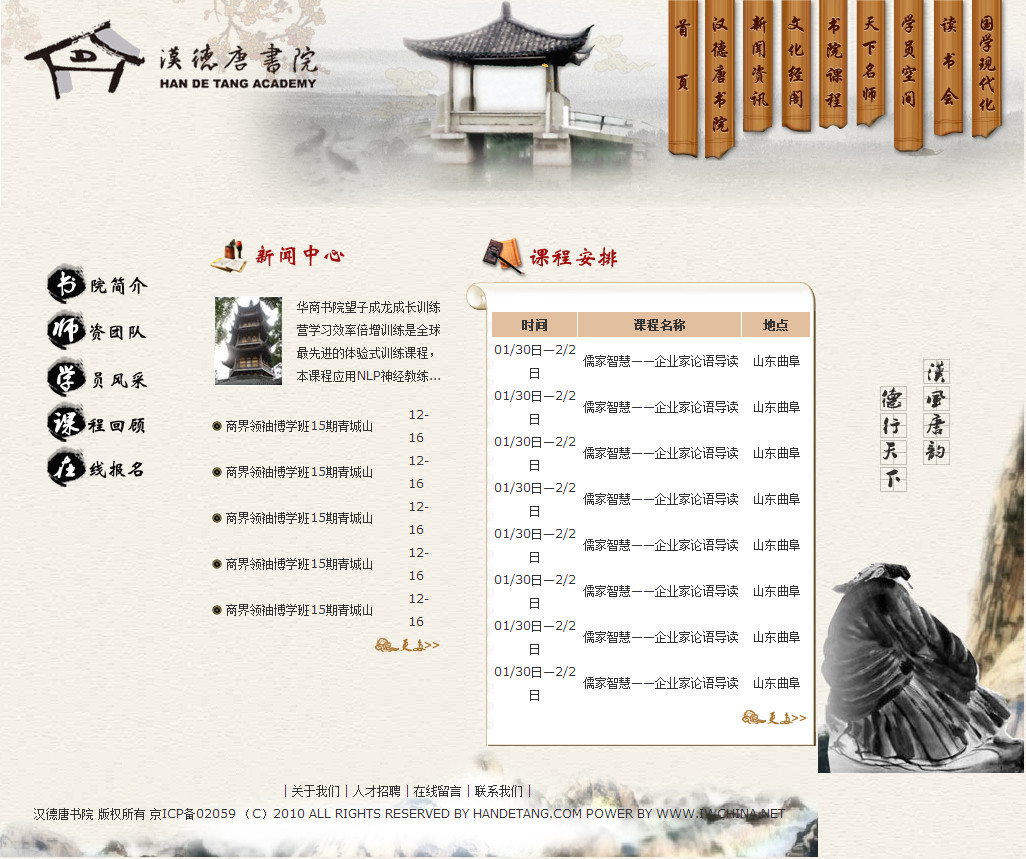 漢德唐書院
HAN DE TANG ACADEMY
首页
汉德唐书院
新闻资讯
文化经阁
书院课程
天下名师
学员空间
读书会
国学现代化
书院简介
师资团队
学员风采
课程回顾
在线报名
新闻中心
华商书院望子成龙成长训练
营学习效率倍增训练是全球
最先进的体验式训练课程，
本课程应用NLP神经教练...
商界领袖博学班15期青城山
12-
16
商界领袖博学班15期青城山
12-
16
商界领袖博学班15期青城山
12-
16
商界领袖博学班15期青城山
12-
16
商界领袖博学班15期青城山
12-
16
更多>>
课程安排
时间 课程名称 地点
01/30日—2/2
日
儒家智慧——企业家论语导读 山东曲阜
01/30日—2/2
日
儒家智慧——企业家论语导读 山东曲阜
01/30日—2/2
日
儒家智慧——企业家论语导读 山东曲阜
01/30日—2/2
日
儒家智慧——企业家论语导读 山东曲阜
01/30日—2/2
日
儒家智慧——企业家论语导读 山东曲阜
01/30日—2/2
日
儒家智慧——企业家论语导读 山东曲阜
01/30日—2/2
日
儒家智慧——企业家论语导读 山东曲阜
01/30日—2/2
日
儒家智慧——企业家论语导读 山东曲阜
更多>>
漢風唐韵
德行天下
| 关于我们 | 人才招聘 | 在线留言 | 联系我们 |
汉德唐书院 版权所有 京ICP备02059 （C）2010 ALL RIGHTS RESERVED BY HANDETANG.COM POWER BY WWW.IWCHINA.NET